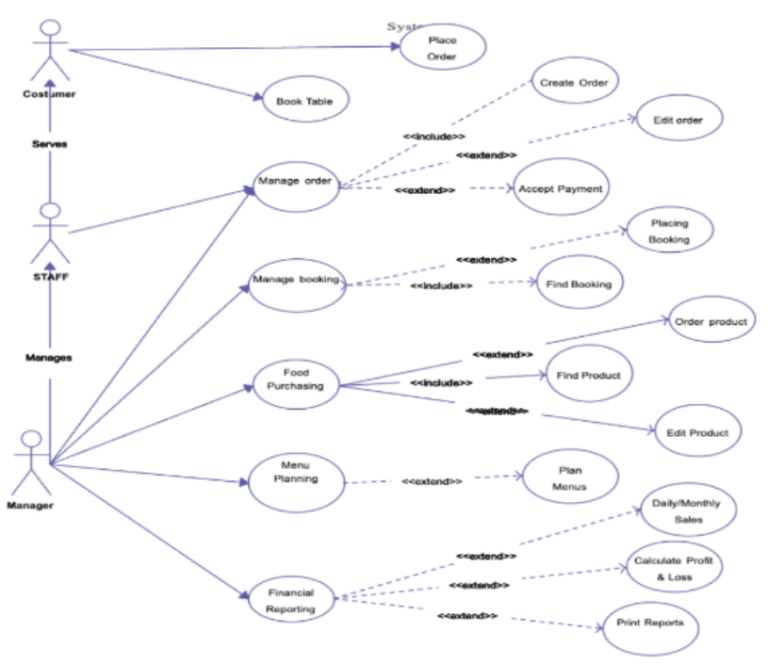 Syste
Place
Order
Costumer
Book Table
Create Order
<<include>>
Edit order
<<extend>>
Serves
Manage order
<<extend>>
Accept Payment
STAFF
Placing
Booking
<<extend>>
Manage booking
<<include>>
Find Booking
Manages
Order product
<<extend>>
Food
Purchasing
<<include>>
Find Product
<<extend>>
Edit Product
Manager
Menu
Planning
<<extend>>
Plan
Menus
Daily/Monthly
Sales
<<extend>>
Calculate Profit
& Loss
<<extend>>
Financial
Reporting
<<extend>>
Print Reports